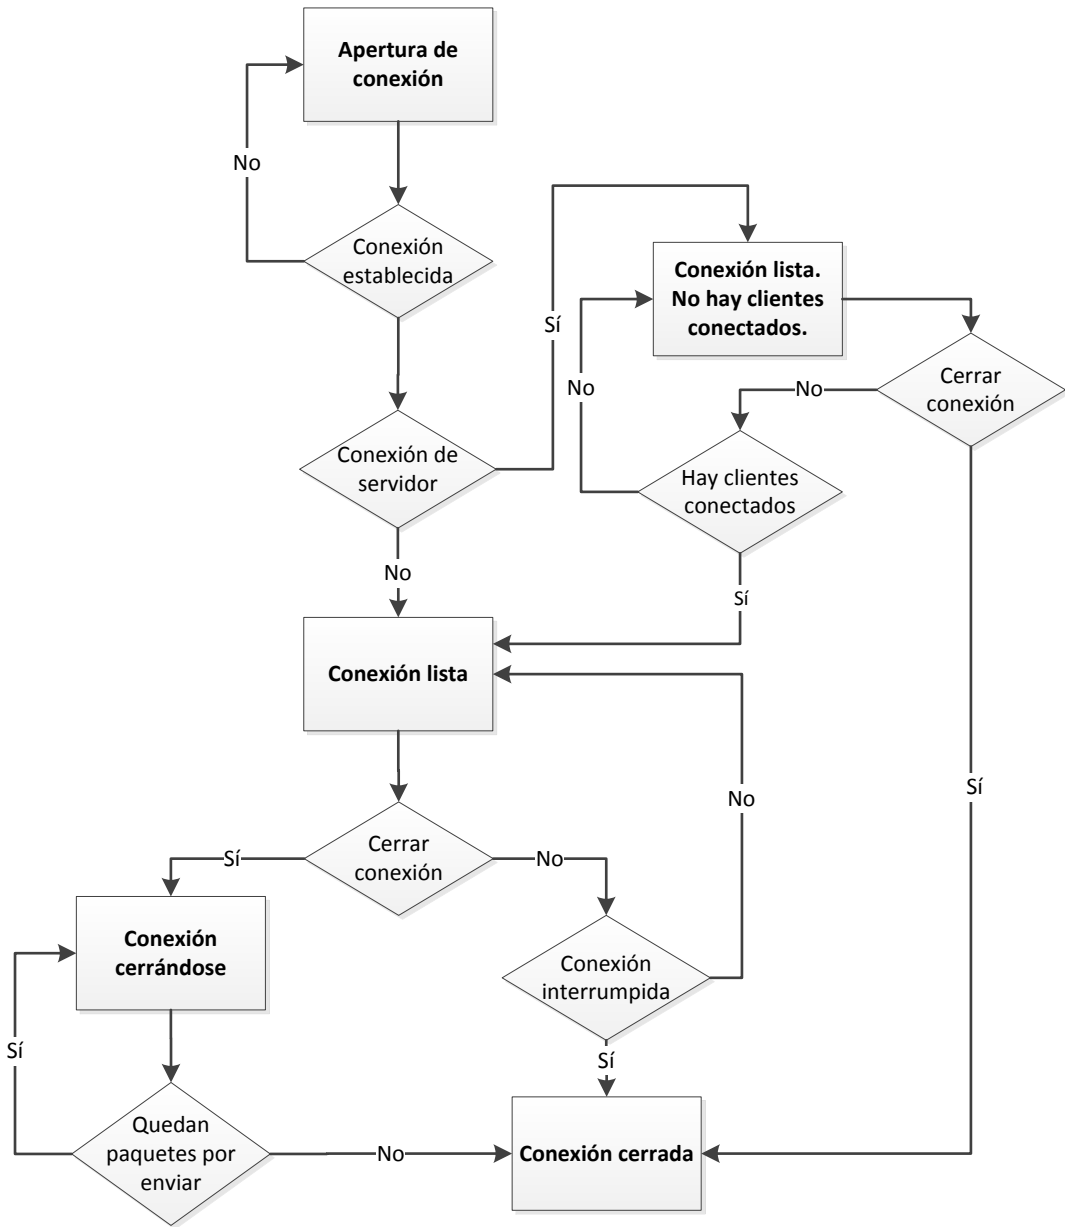 Apertura de
conexión
No
Conexión
establecida
Conexión lista.
No hay clientes
conectados.
Sí
No
No
Cerrar
conexión
Conexión de
servidor
Hay clientes
conectados
No
Sí
Conexión lista
Sí
No
Cerrar
conexión
Sí
No
Conexión
cerrándose
Conexión
interrumpida
Sí
Sí
Quedan
paquetes por
enviar
No
Conexión cerrada